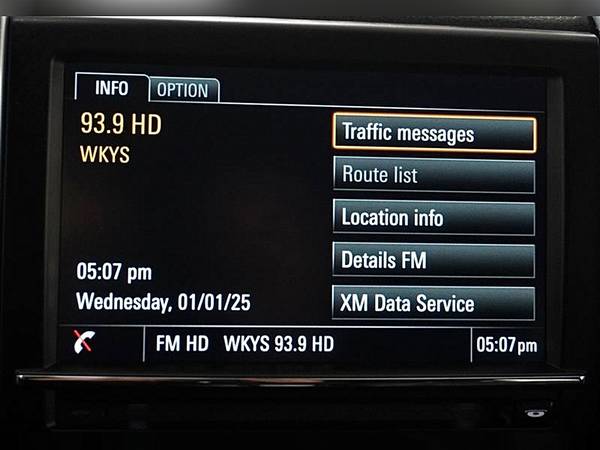 INFO OPTION
93.9 HD
WKYS
Traffic messages
Route list
Location info
Details FM
XM Data Service
05:07 pm
Wednesday, 01/01/25
FM HD WKYS 93.9 HD 05:07pm